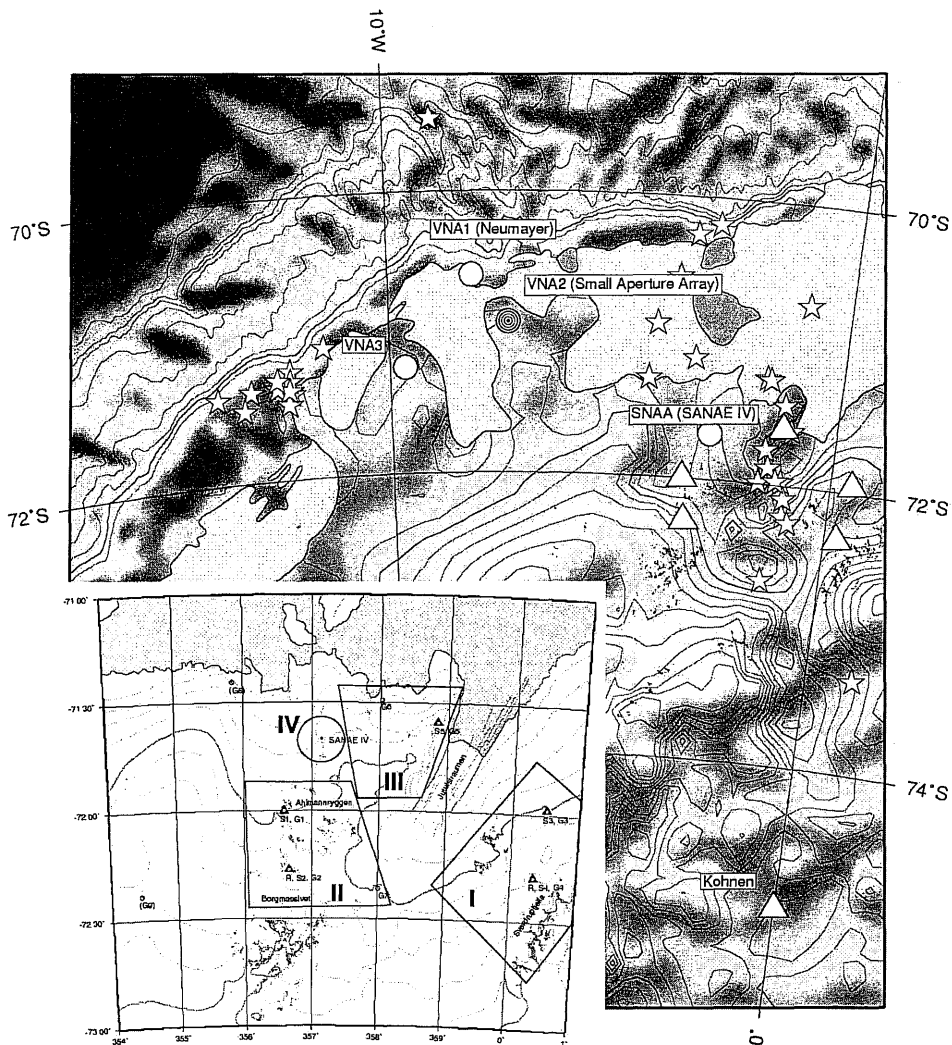 10°W
70°S
70°S
VNA1 (Neumayer)
VNA2 (Small Aperture Array)
VNA3
SNAA (SANAE IV)
72°S
72°S
74°S
Kohnen
0°
-71 00'
(G8)
-71 30'
IV
SANAE IV
S5, G5
III
Ahlmannryggen
-72 00'
S1, G1
S3, G3
R, S2, G2
R, S4, G4
Borgmassivet
II
I
-72 30'
-73 00'
354°
355°
356°
357°
358°
359°
0°
1°